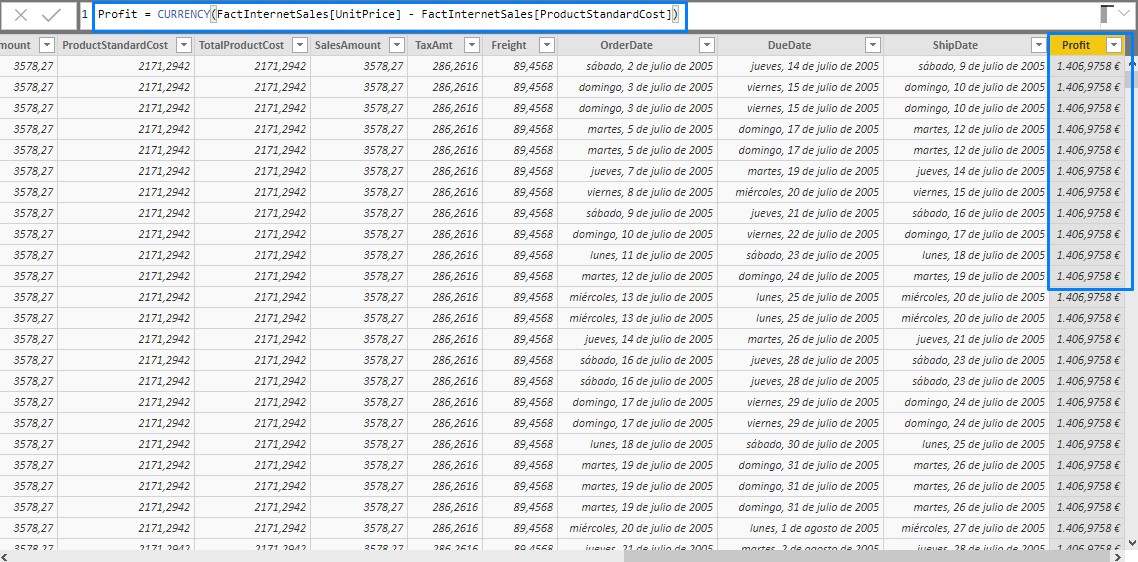 1 Profit = CURRENCY(FactInternetSales[UnitPrice] - FactInternetSales[ProductStandardCost])
mount ProductStandardCost TotalProductCost SalesAmount TaxAmt Freight OrderDate DueDate ShipDate Profit
3578,27 2171,2942 2171,2942 3578,27 286,2616 89,4568 sábado, 2 de julio de 2005 jueves, 14 de julio de 2005 sábado, 9 de julio de 2005 1.406,9758 €
3578,27 2171,2942 2171,2942 3578,27 286,2616 89,4568 domingo, 3 de julio de 2005 viernes, 15 de julio de 2005 domingo, 10 de julio de 2005 1.406,9758 €
3578,27 2171,2942 2171,2942 3578,27 286,2616 89,4568 domingo, 3 de julio de 2005 viernes, 15 de julio de 2005 domingo, 10 de julio de 2005 1.406,9758 €
3578,27 2171,2942 2171,2942 3578,27 286,2616 89,4568 martes, 5 de julio de 2005 domingo, 17 de julio de 2005 martes, 12 de julio de 2005 1.406,9758 €
3578,27 2171,2942 2171,2942 3578,27 286,2616 89,4568 martes, 5 de julio de 2005 domingo, 17 de julio de 2005 martes, 12 de julio de 2005 1.406,9758 €
3578,27 2171,2942 2171,2942 3578,27 286,2616 89,4568 jueves, 7 de julio de 2005 martes, 19 de julio de 2005 jueves, 14 de julio de 2005 1.406,9758 €
3578,27 2171,2942 2171,2942 3578,27 286,2616 89,4568 viernes, 8 de julio de 2005 miércoles, 20 de julio de 2005 viernes, 15 de julio de 2005 1.406,9758 €
3578,27 2171,2942 2171,2942 3578,27 286,2616 89,4568 sábado, 9 de julio de 2005 jueves, 21 de julio de 2005 sábado, 16 de julio de 2005 1.406,9758 €
3578,27 2171,2942 2171,2942 3578,27 286,2616 89,4568 domingo, 10 de julio de 2005 viernes, 22 de julio de 2005 domingo, 17 de julio de 2005 1.406,9758 €
3578,27 2171,2942 2171,2942 3578,27 286,2616 89,4568 lunes, 11 de julio de 2005 sábado, 23 de julio de 2005 lunes, 18 de julio de 2005 1.406,9758 €
3578,27 2171,2942 2171,2942 3578,27 286,2616 89,4568 martes, 12 de julio de 2005 domingo, 24 de julio de 2005 martes, 19 de julio de 2005 1.406,9758 €
3578,27 2171,2942 2171,2942 3578,27 286,2616 89,4568 miércoles, 13 de julio de 2005 lunes, 25 de julio de 2005 miércoles, 20 de julio de 2005 1.406,9758 €
3578,27 2171,2942 2171,2942 3578,27 286,2616 89,4568 miércoles, 13 de julio de 2005 lunes, 25 de julio de 2005 miércoles, 20 de julio de 2005 1.406,9758 €
3578,27 2171,2942 2171,2942 3578,27 286,2616 89,4568 jueves, 14 de julio de 2005 martes, 26 de julio de 2005 jueves, 21 de julio de 2005 1.406,9758 €
3578,27 2171,2942 2171,2942 3578,27 286,2616 89,4568 sábado, 16 de julio de 2005 jueves, 28 de julio de 2005 sábado, 23 de julio de 2005 1.406,9758 €
3578,27 2171,2942 2171,2942 3578,27 286,2616 89,4568 sábado, 16 de julio de 2005 jueves, 28 de julio de 2005 sábado, 23 de julio de 2005 1.406,9758 €
3578,27 2171,2942 2171,2942 3578,27 286,2616 89,4568 domingo, 17 de julio de 2005 viernes, 29 de julio de 2005 domingo, 24 de julio de 2005 1.406,9758 €
3578,27 2171,2942 2171,2942 3578,27 286,2616 89,4568 domingo, 17 de julio de 2005 viernes, 29 de julio de 2005 domingo, 24 de julio de 2005 1.406,9758 €
3578,27 2171,2942 2171,2942 3578,27 286,2616 89,4568 lunes, 18 de julio de 2005 sábado, 30 de julio de 2005 lunes, 25 de julio de 2005 1.406,9758 €
3578,27 2171,2942 2171,2942 3578,27 286,2616 89,4568 martes, 19 de julio de 2005 domingo, 31 de julio de 2005 martes, 26 de julio de 2005 1.406,9758 €
3578,27 2171,2942 2171,2942 3578,27 286,2616 89,4568 martes, 19 de julio de 2005 domingo, 31 de julio de 2005 martes, 26 de julio de 2005 1.406,9758 €
3578,27 2171,2942 2171,2942 3578,27 286,2616 89,4568 martes, 19 de julio de 2005 domingo, 31 de julio de 2005 martes, 26 de julio de 2005 1.406,9758 €
3578,27 2171,2942 2171,2942 3578,27 286,2616 89,4568 miércoles, 20 de julio de 2005 lunes, 1 de agosto de 2005 miércoles, 27 de julio de 2005 1.406,9758 €
3578,27 2171,2942 2171,2942 3578,27 286,2616 89,4568 jueves, 21 de julio de 2005 martes, 2 de agosto de 2005 jueves, 28 de julio de 2005 1.406,9758 €